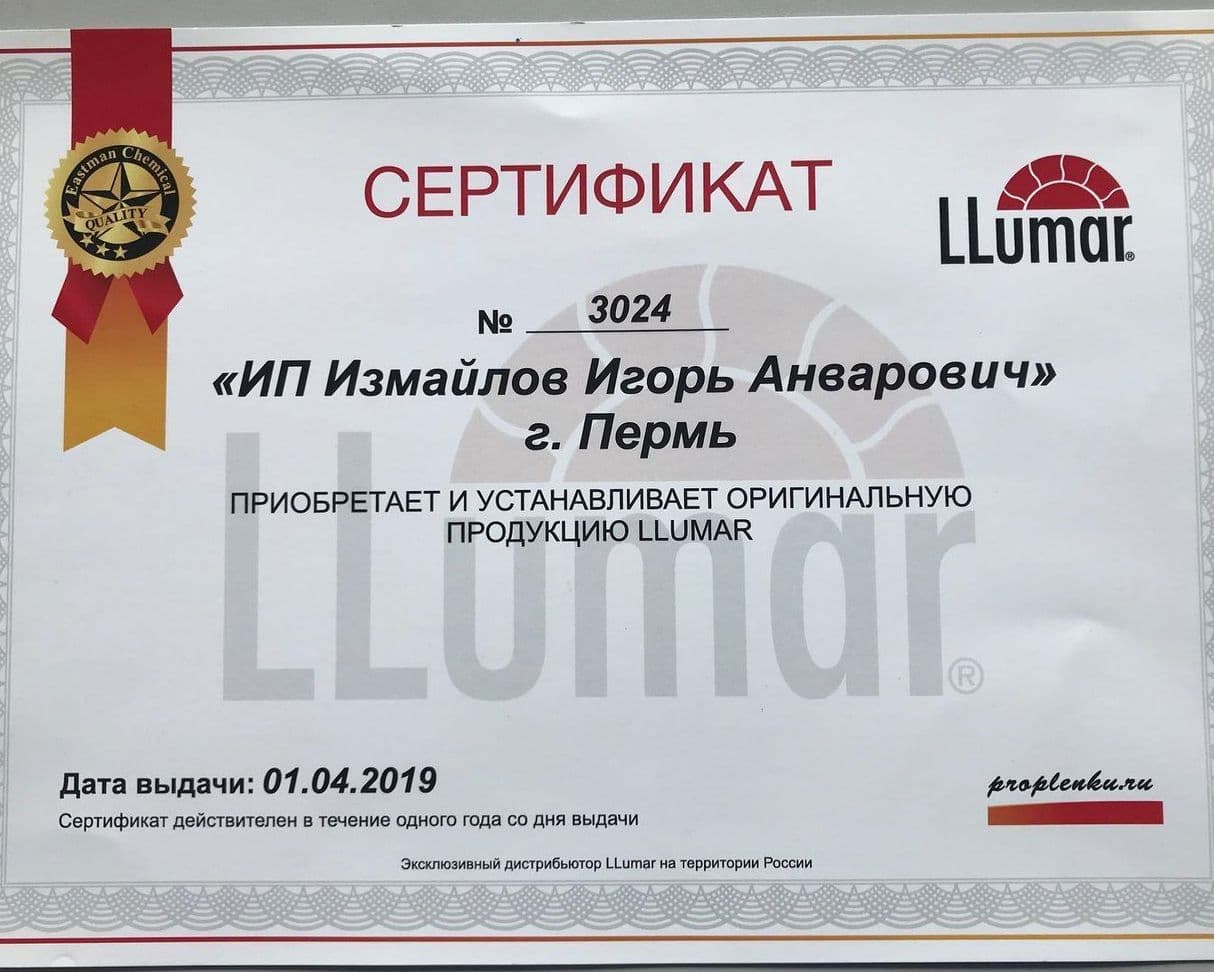 Eastman Chemical
QUALITY
СЕРТИФИКАТ
LLumar®
№ 3024
«ИП Измайлов Игорь Анварович»
г. Пермь
ПРИОБРЕТАЕТ И УСТАНАВЛИВАЕТ ОРИГИНАЛЬНУЮ
ПРОДУКЦИЮ LLUMAR
LLumar®
Дата выдачи: 01.04.2019
Сертификат действителен в течение одного года со дня выдачи
proplenku.ru
Эксклюзивный дистрибьютор LLumar на территории России